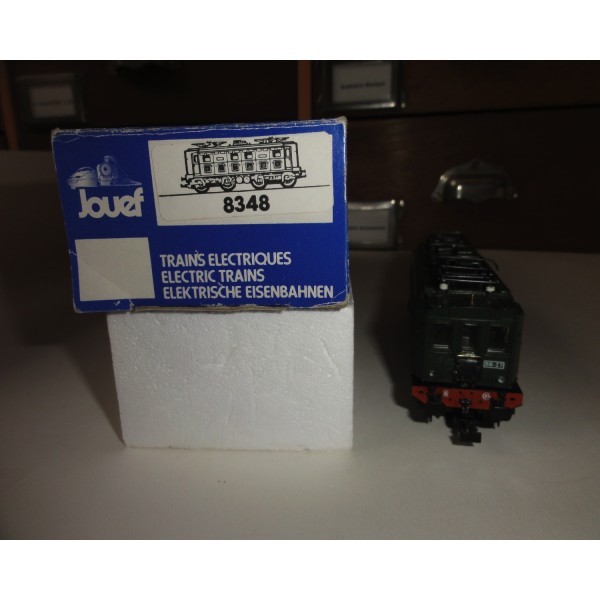 Jouef
8348
TRAINS ELECTRIQUES
ELECTRIC TRAINS
ELEKTRISCHE EISENBAHNEN